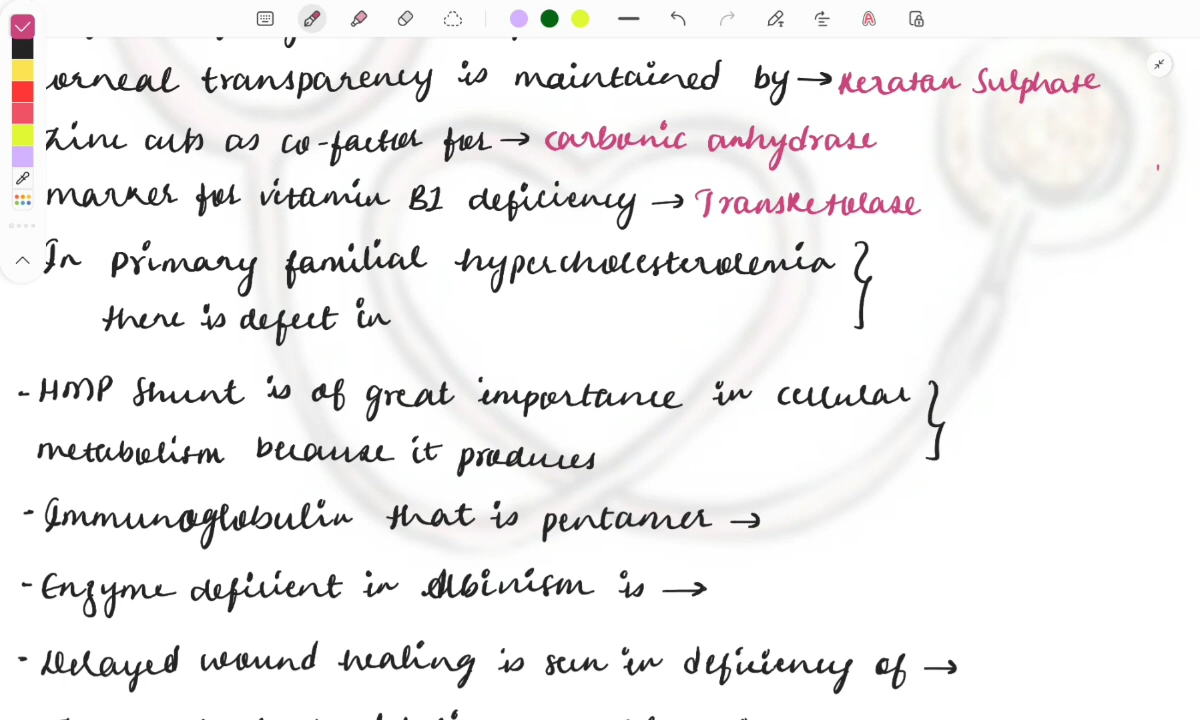 orneal transparency is maintained by → Keratan Sulphate
Zinc acts as co-factor for → carbonic anhydrase
marker for vitamin B1 deficiency → Transketolase
In primary familial hypercholesterolemia }
there is defect in
- HMP Shunt is of great importance in cellular }
metabolism because it produces
- Immunoglobulin that is pentamer →
- Enzyme deficient in Albinism is →
- Delayed wound healing is seen in deficiency of →